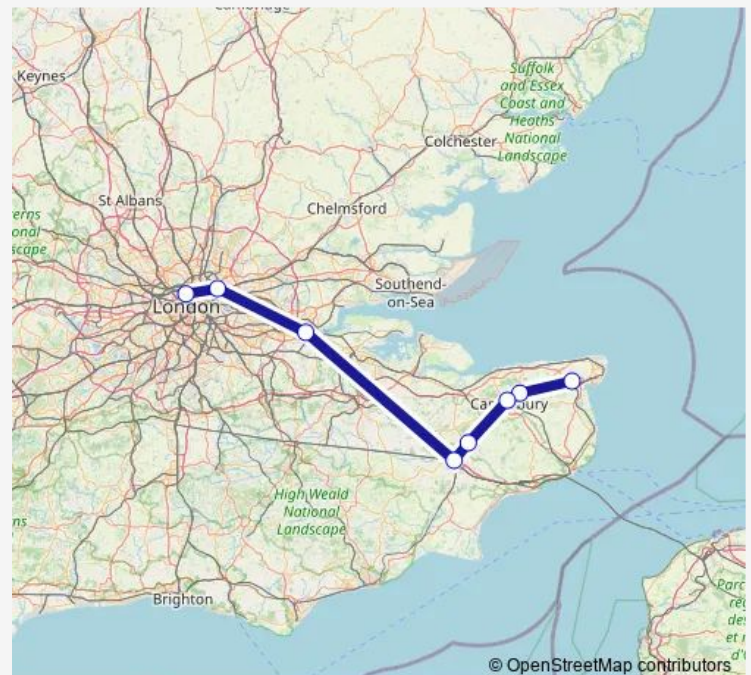 Keynes
Suffolk
and Essex
Coast and
Heaths
National
Landscape
Colchester
St Albans
Chelmsford
Southend-
on-Sea
London
High Weald
National
Landscape
Brighton
© OpenStreetMap contributors